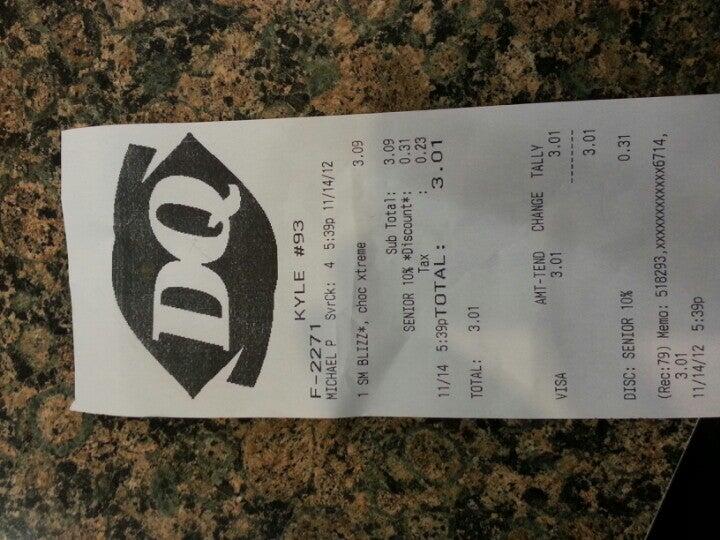 DQ
KYLE #93
F-2271
MICHAEL P SvrCk: 4 5:39p 11/14/12
1 SM BLIZZ*, choc xtreme 3.09
Sub Total: 3.09
SENIOR 10% *Discount*: 0.31
Tax : 0.23
11/14 5:39p TOTAL: 3.01
TOTAL: 3.01
AMT-TEND CHANGE TALLY
VISA 3.01 3.01
--------
3.01
DISC: SENIOR 10% 0.31
(Rec:79) Memo: 518293,xxxxxxxxxxxx6714,
3.01
11/14/12 5:39p